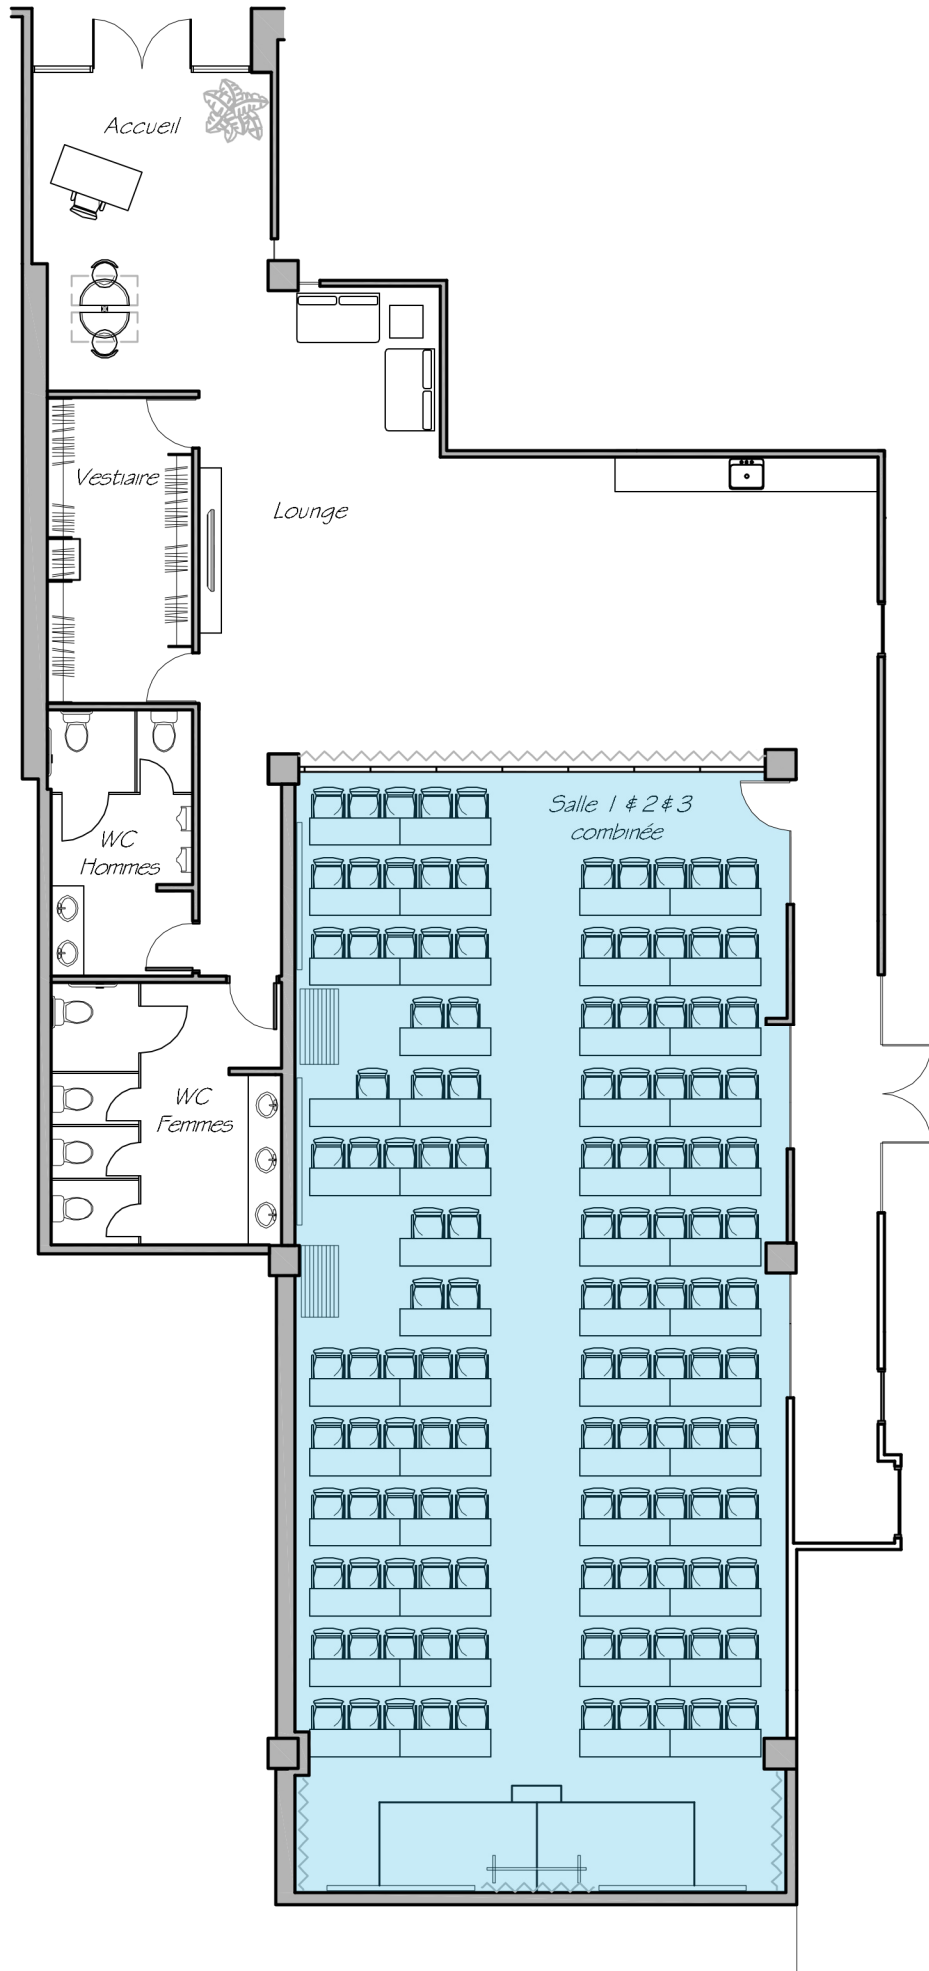 Accueil
Vestiaire
Lounge
Salle 1 & 2 & 3
combinée
WC
Hommes
WC
Femmes